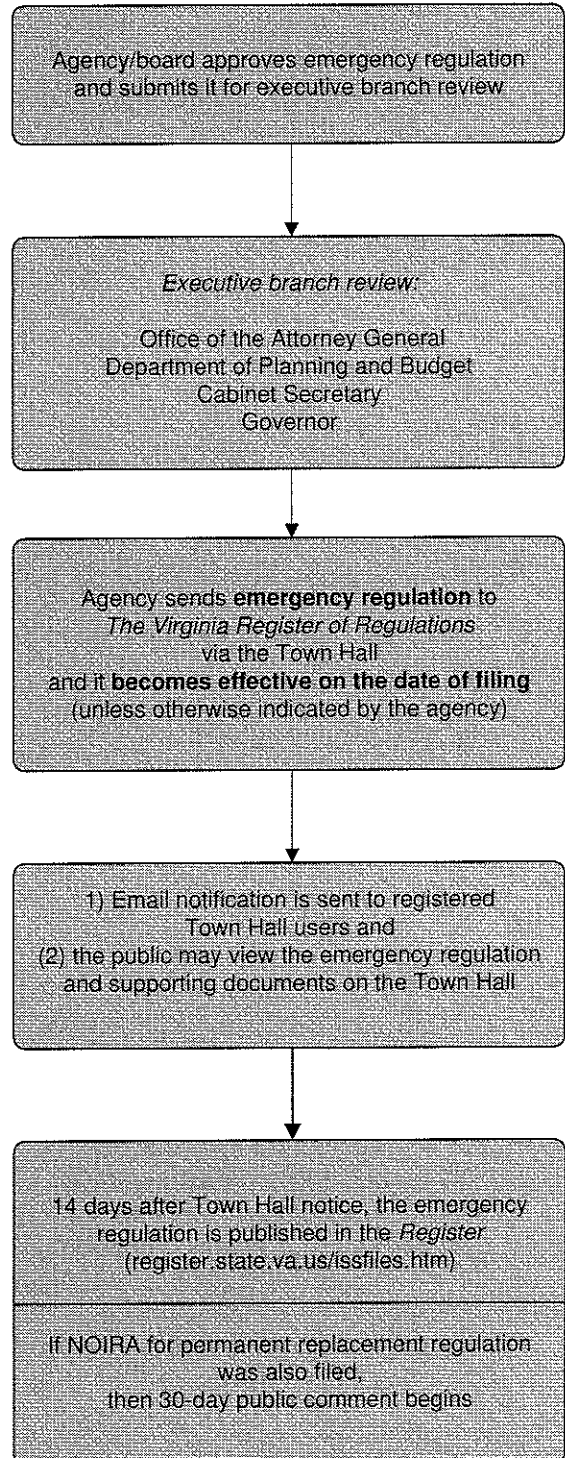 Agency/board approves emergency regulation
and submits it for executive branch review
Executive branch review:
Office of the Attorney General
Department of Planning and Budget
Cabinet Secretary
Governor
Agency sends emergency regulation to
The Virginia Register of Regulations
via the Town Hall
and it becomes effective on the date of filing
(unless otherwise indicated by the agency)
1) Email notification is sent to registered
Town Hall users and
(2) the public may view the emergency regulation
and supporting documents on the Town Hall
14 days after Town Hall notice, the emergency
regulation is published in the Register
(register.state.va.us/issfiles.htm)
If NOIRA for permanent replacement regulation
was also filed,
then 30-day public comment begins